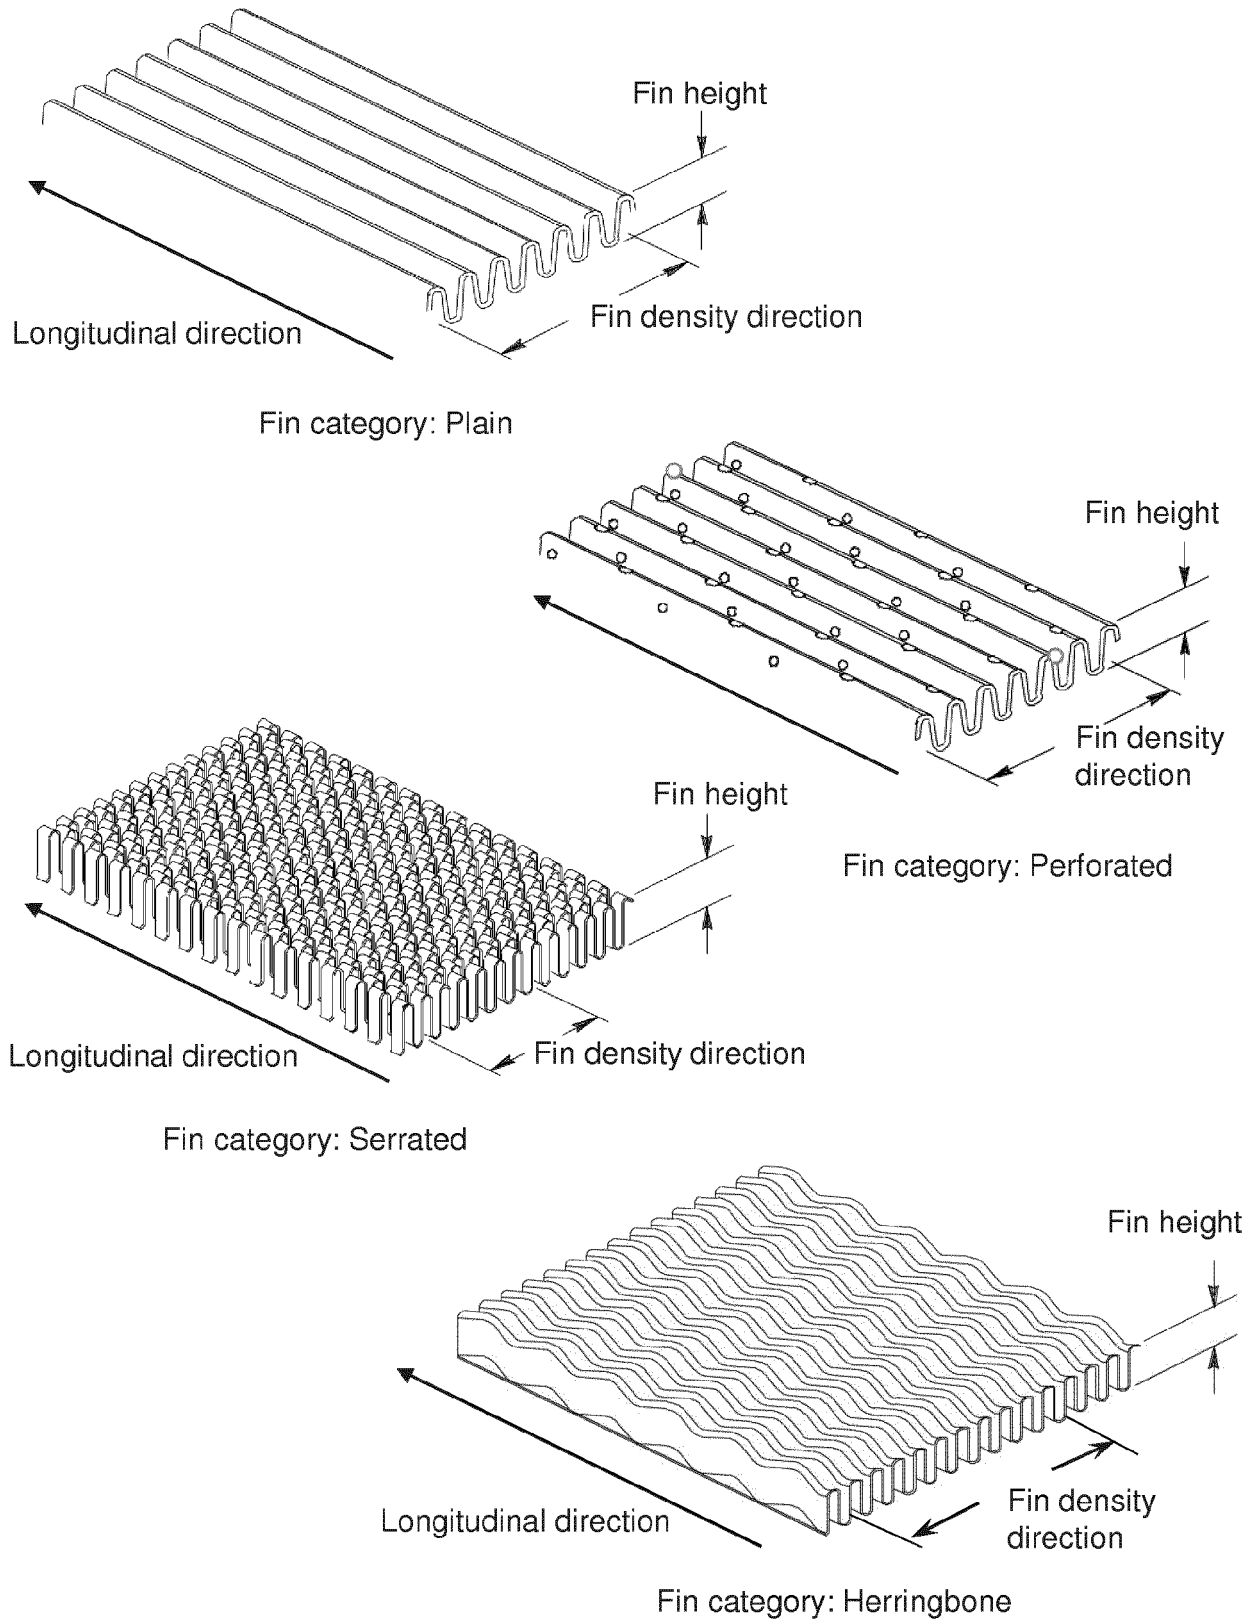 Fin height
Fin density direction
Longitudinal direction
Fin category: Plain
Fin height
Fin density
direction
Fin category: Perforated
Fin height
Fin density direction
Longitudinal direction
Fin category: Serrated
Fin height
Fin density
direction
Longitudinal direction
Fin category: Herringbone